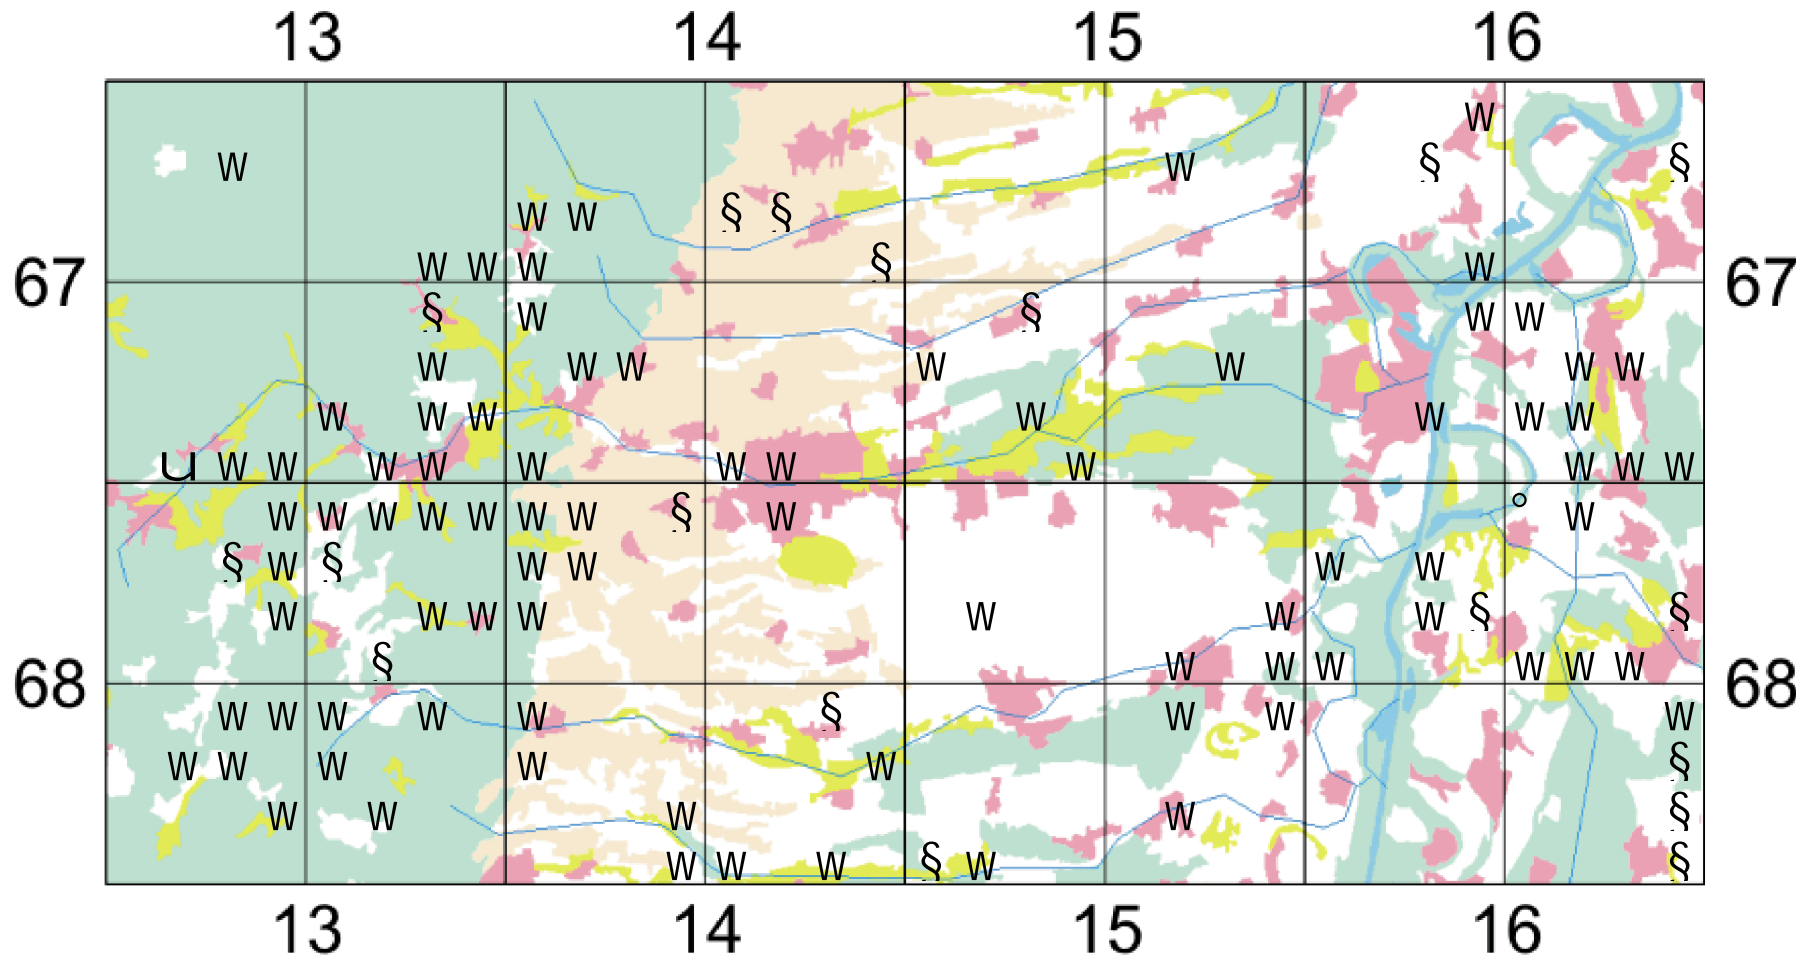 13 14 15 16
W § §
W W
W W § §
W W W § W
67 67
§ W § W W
W W W W W W W
W W W W W W W
u W W W W W W W W W W W
W W W W W W W § W W
°
§ W § W W W W
W W W W W W W § §
§ W W W W W W
68 68
W W W W W § W W W
W W W W W §
W W W W §
W W W § W §
13 14 15 16